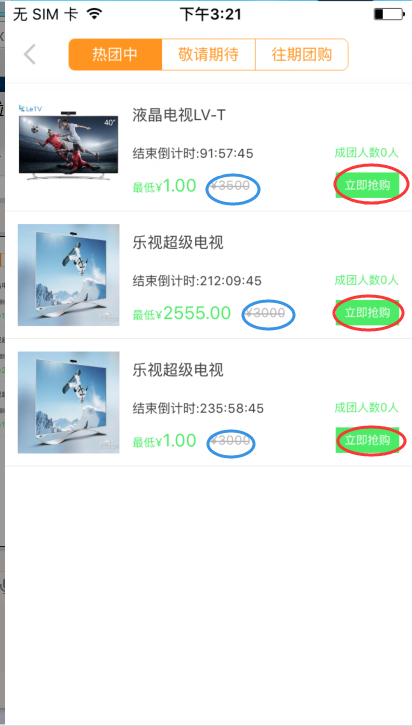 无 SIM 卡 下午3:21
热团中 敬请期待 往期团购
LeTV
40"
液晶电视LV-T
结束倒计时:91:57:45 成团人数0人
最低¥1.00 ¥3500 立即抢购
乐视超级电视
结束倒计时:212:09:45 成团人数0人
最低¥2555.00 ¥3000 立即抢购
乐视超级电视
结束倒计时:235:58:45 成团人数0人
最低¥1.00 ¥3000 立即抢购